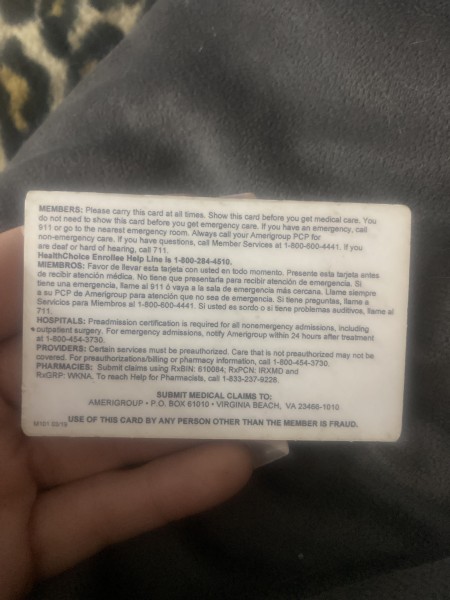 MEMBERS: Please carry this card at all times. Show this card before you get medical care. You
do not need to show this card before you get emergency care. If you have an emergency, call
911 or go to the nearest emergency room. Always call your Amerigroup PCP for
non-emergency care. If you have questions, call Member Services at 1-800-600-4441. If you
are deaf or hard of hearing, call 711.
HealthChoice Enrollee Help Line is 1-800-284-4510.
MIEMBROS: Favor de llevar esta tarjeta con usted en todo momento. Presente esta tarjeta antes
de recibir atención médica. No tiene que presentarla para recibir atención de emergencia. Si
tiene una emergencia, llame al 911 o vaya a la sala de emergencia más cercana. Llame siempre
a su PCP de Amerigroup para atención que no sea de emergencia. Si tiene preguntas, llame a
Servicios para Miembros al 1-800-600-4441. Si usted es sordo o si tiene problemas auditivos, llame al
711.
HOSPITALS: Preadmission certification is required for all nonemergency admissions, including
outpatient surgery. For emergency admissions, notify Amerigroup within 24 hours after treatment
at 1-800-454-3730.
PROVIDERS: Certain services must be preauthorized. Care that is not preauthorized may not be
covered. For preauthorizations/billing or pharmacy information, call 1-800-454-3730.
PHARMACIES: Submit claims using RxBIN: 610084; RxPCN: IRXMD and
RxGRP: WKNA. To reach Help for Pharmacists, call 1-833-237-9228.
SUBMIT MEDICAL CLAIMS TO:
AMERIGROUP • P.O. BOX 61010 • VIRGINIA BEACH, VA 23466-1010
USE OF THIS CARD BY ANY PERSON OTHER THAN THE MEMBER IS FRAUD.